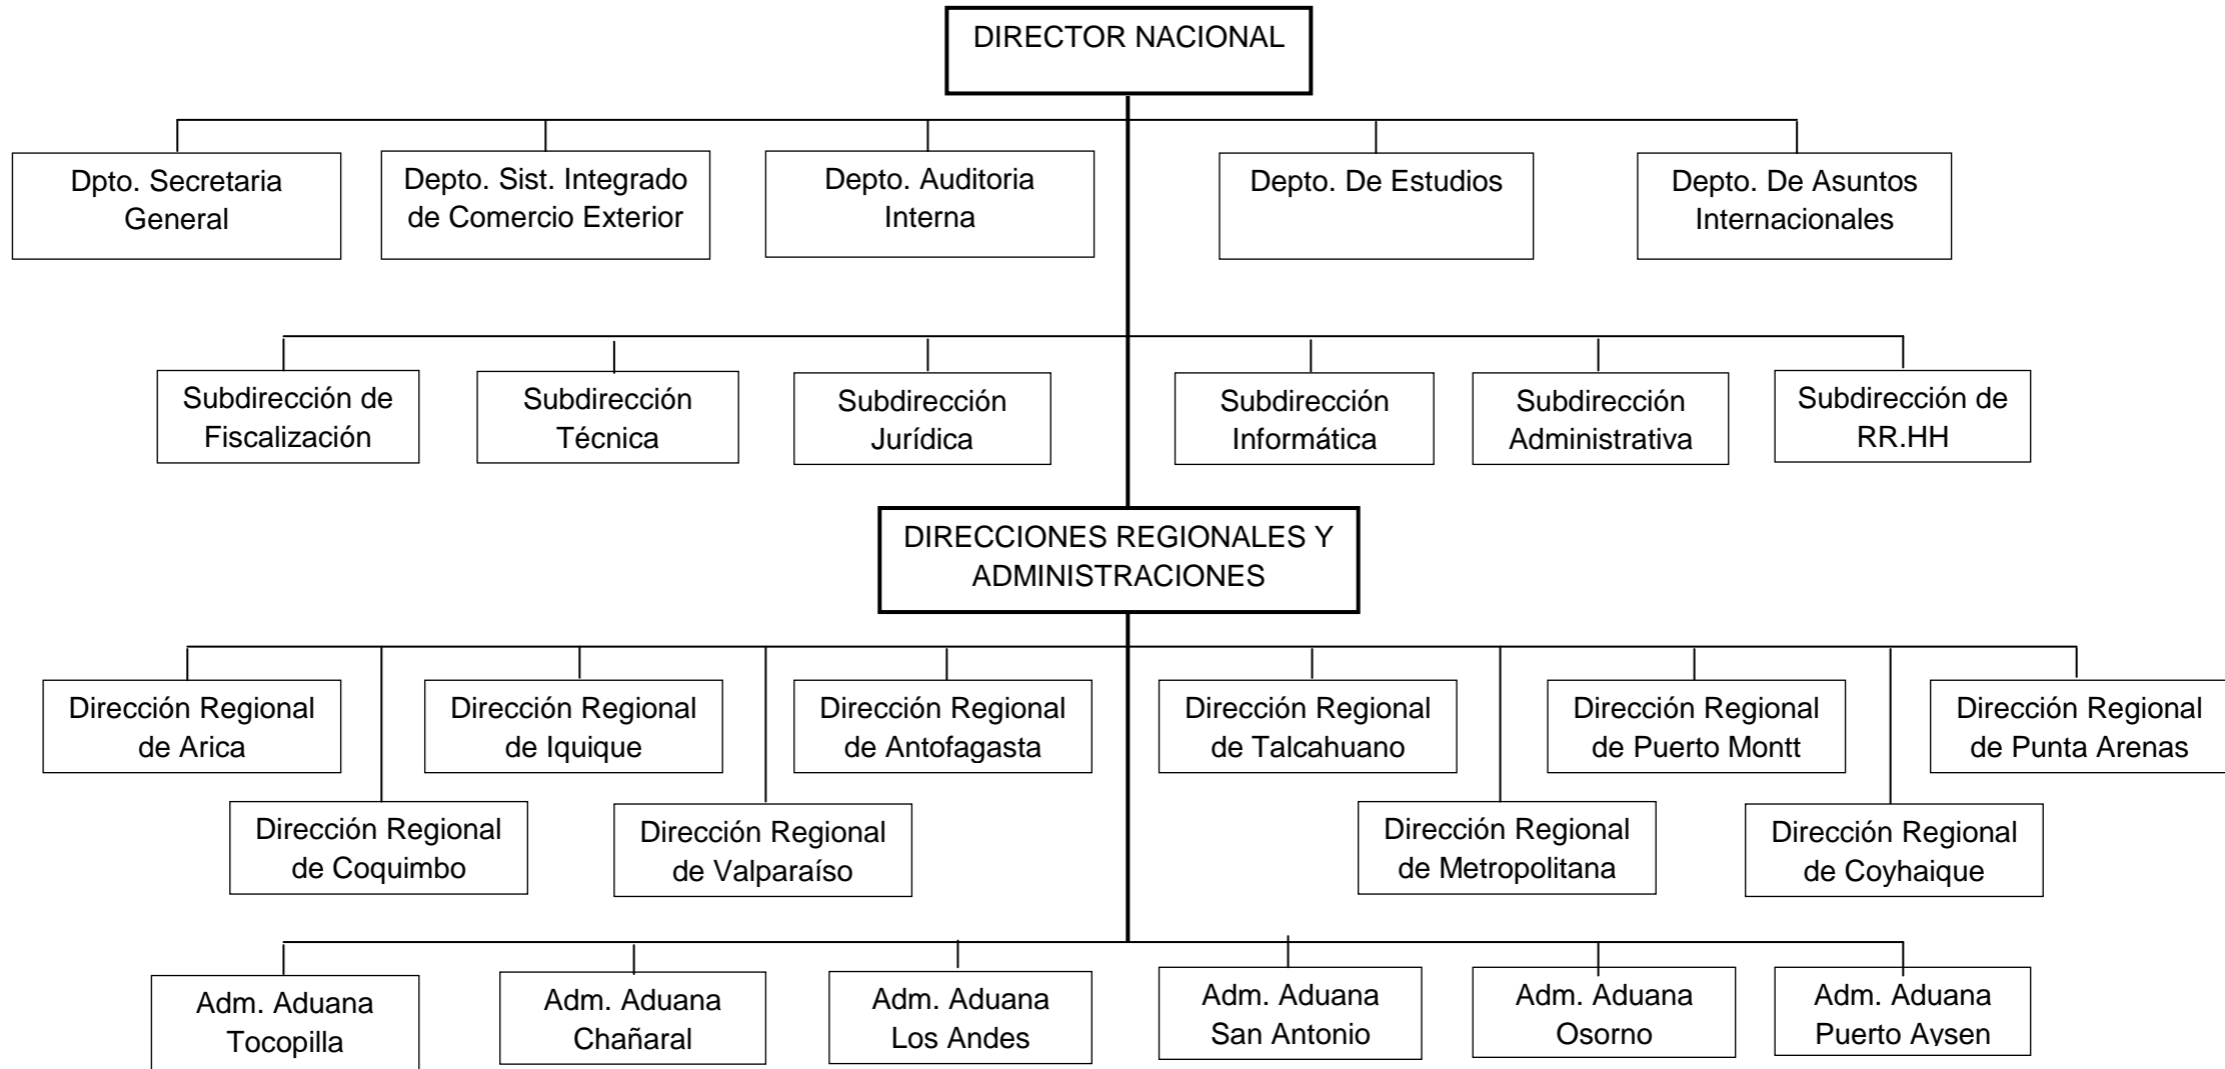 DIRECTOR NACIONAL
Dpto. Secretaria
General
Depto. Sist. Integrado
de Comercio Exterior
Depto. Auditoria
Interna
Depto. De Estudios
Depto. De Asuntos
Internacionales
Subdirección de
Fiscalización
Subdirección
Técnica
Subdirección
Jurídica
Subdirección
Informática
Subdirección
Administrativa
Subdirección de
RR.HH
DIRECCIONES REGIONALES Y
ADMINISTRACIONES
Dirección Regional
de Arica
Dirección Regional
de Iquique
Dirección Regional
de Antofagasta
Dirección Regional
de Talcahuano
Dirección Regional
de Puerto Montt
Dirección Regional
de Punta Arenas
Dirección Regional
de Coquimbo
Dirección Regional
de Valparaíso
Dirección Regional
de Metropolitana
Dirección Regional
de Coyhaique
Adm. Aduana
Tocopilla
Adm. Aduana
Chañaral
Adm. Aduana
Los Andes
Adm. Aduana
San Antonio
Adm. Aduana
Osorno
Adm. Aduana
Puerto Aysen